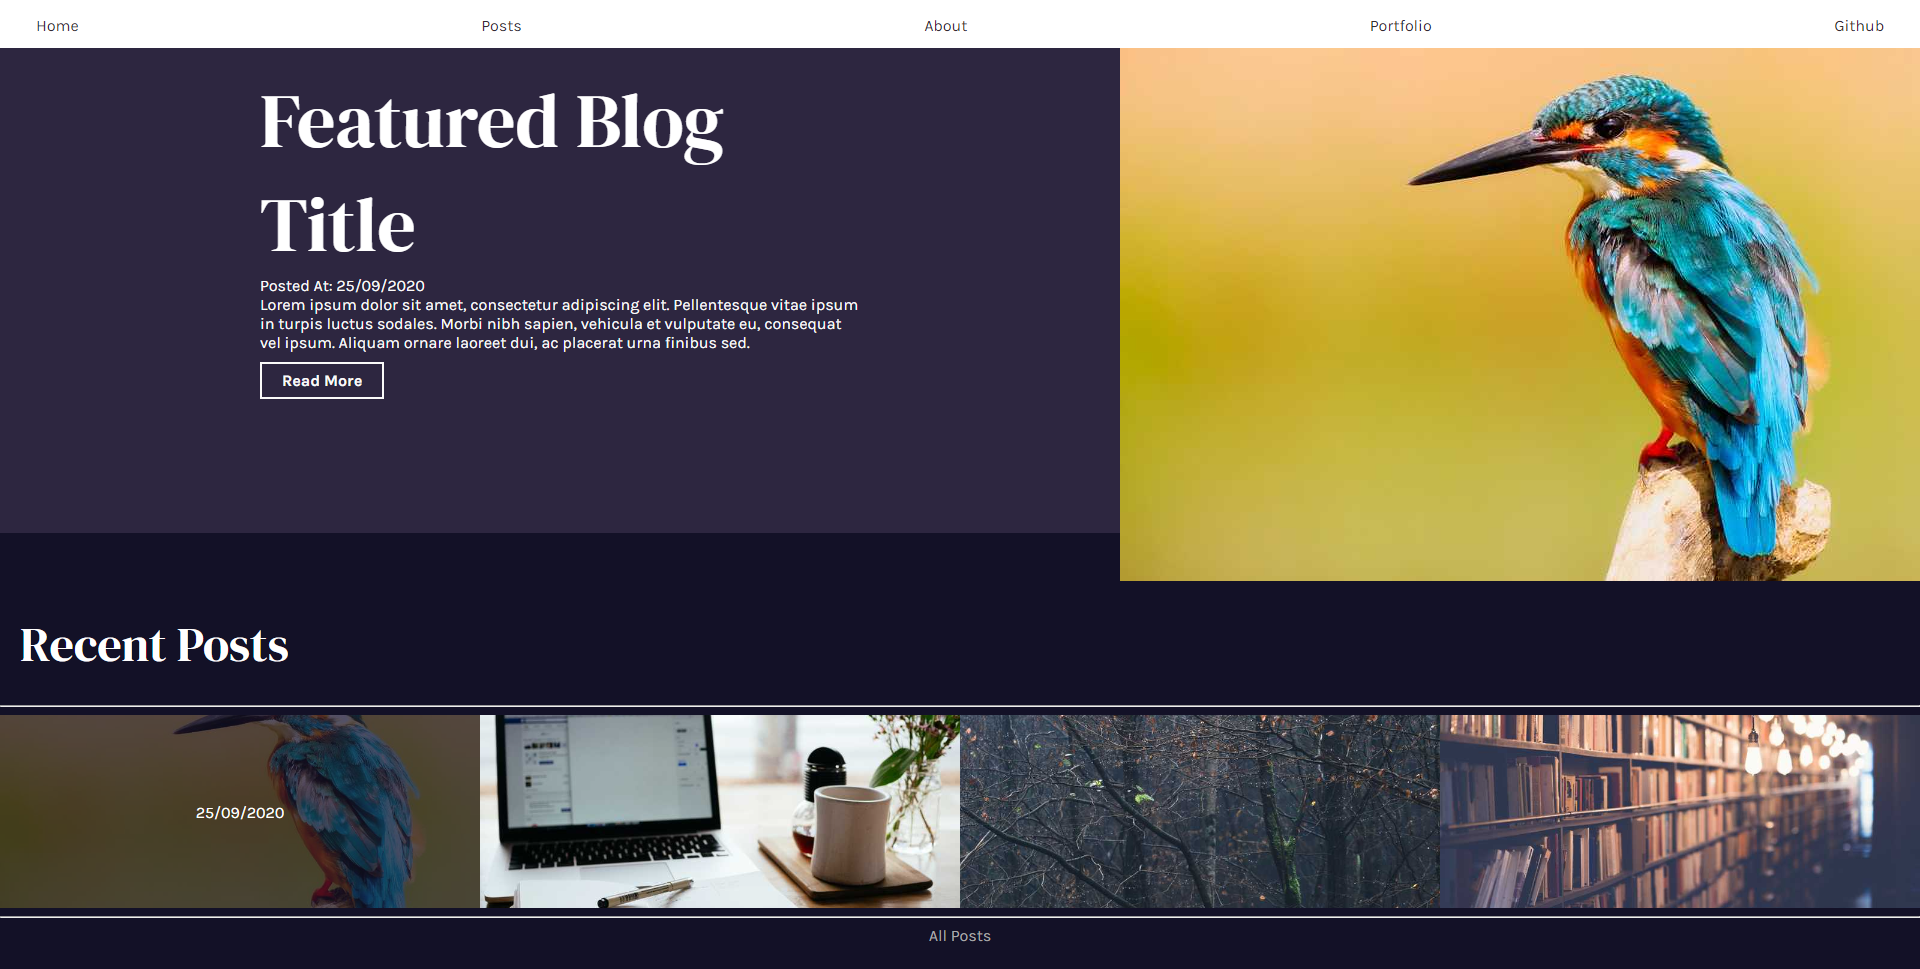 Home Posts About Portfolio Github
Featured Blog
Title
Posted At: 25/09/2020
Lorem ipsum dolor sit amet, consectetur adipiscing elit. Pellentesque vitae ipsum
in turpis luctus sodales. Morbi nibh sapien, vehicula et vulputate eu, consequat
vel ipsum. Aliquam ornare laoreet dui, ac placerat urna finibus sed.
Read More
Recent Posts
25/09/2020
All Posts